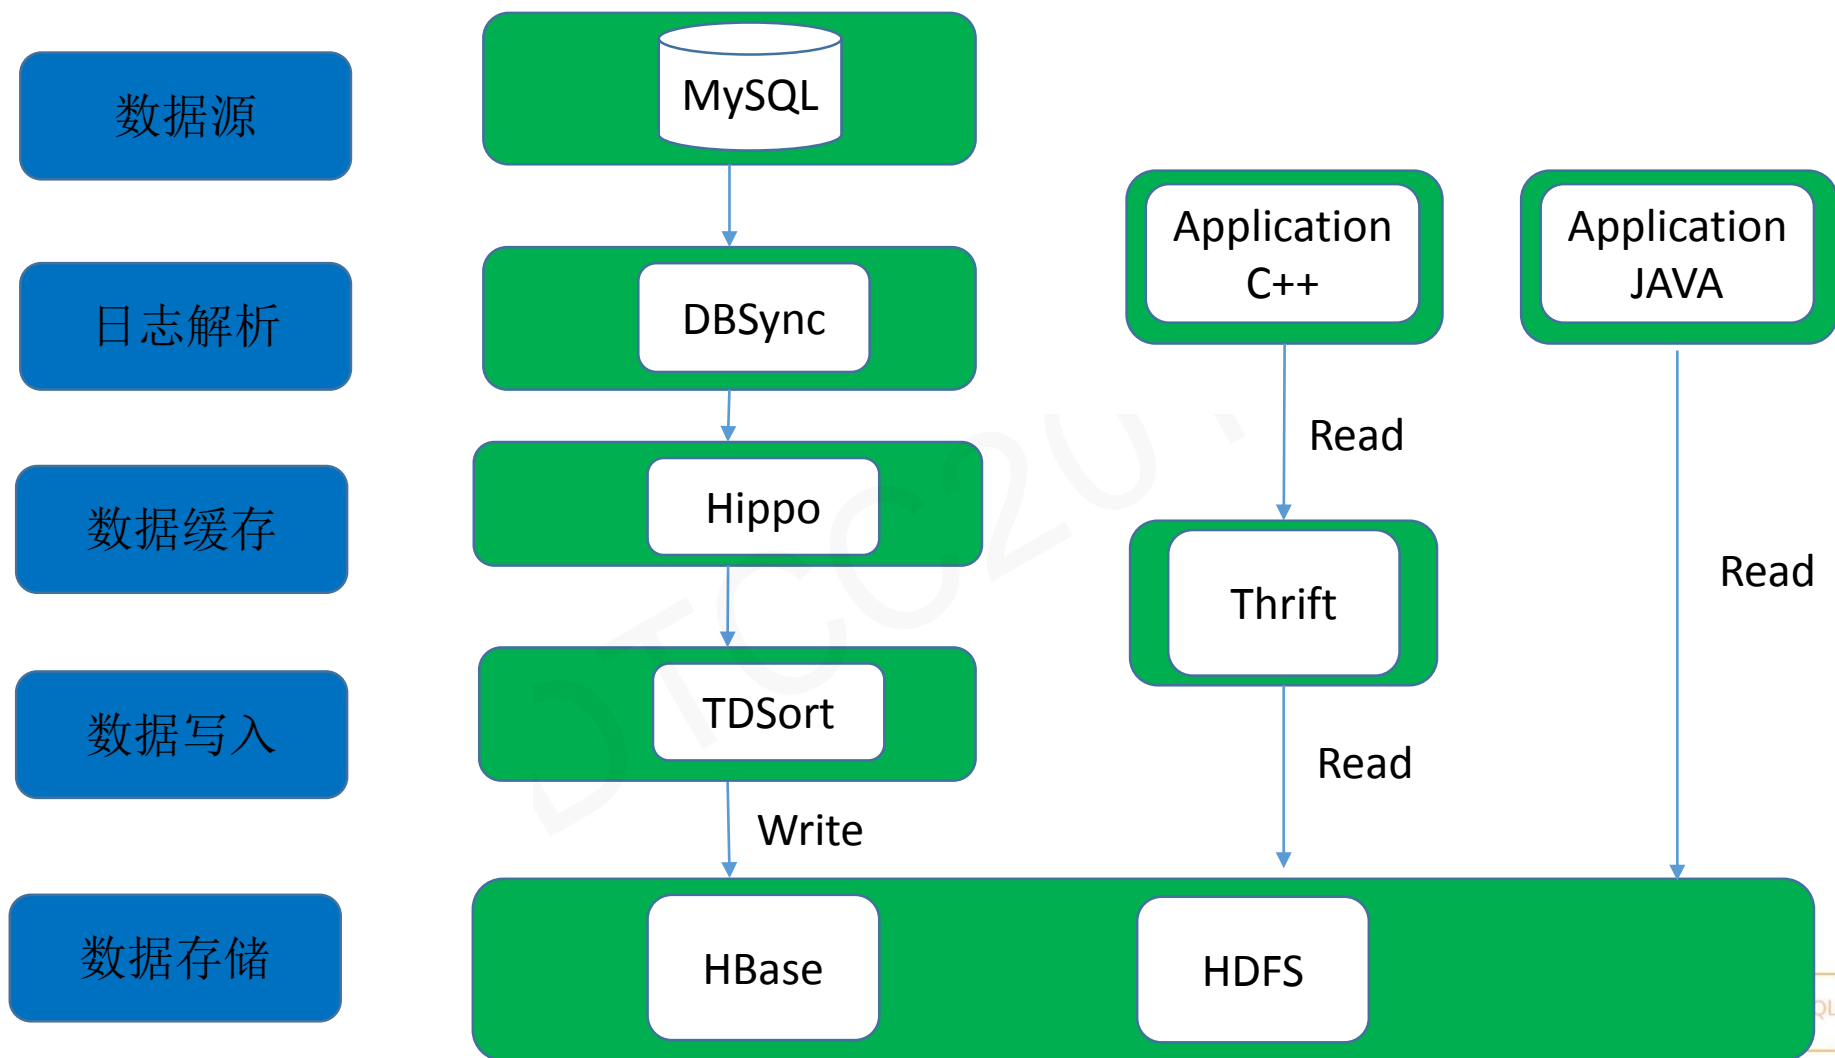 数据源
MySQL
日志解析
DBSync
Application
C++
Application
JAVA
Read
数据缓存
Hippo
Thrift
Read
数据写入
TDSort
Read
Write
数据存储
HBase
HDFS
QL